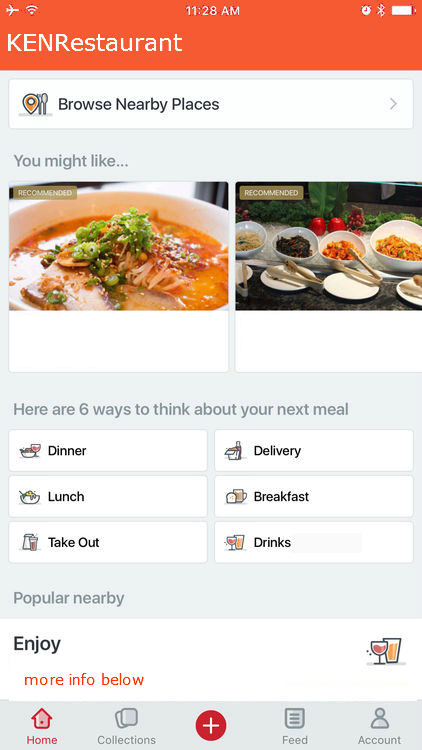 11:28 AM
KENRestaurant
Browse Nearby Places
You might like...
RECOMMENDED
RECOMMENDED
Here are 6 ways to think about your next meal
Dinner
Delivery
Lunch
Breakfast
Take Out
Drinks
Popular nearby
Enjoy
more info below
Home
Collections
Feed
Account